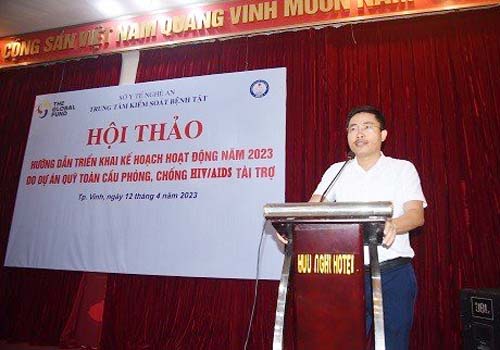 CỘNG SẢN VIỆT NAM QUANG VINH MUÔN NĂM
THE
GLOBAL
FUND
SỞ Y TẾ NGHỆ AN
TRUNG TÂM KIỂM SOÁT BỆNH TẬT
HỘI THẢO
HƯỚNG DẪN TRIỂN KHAI KẾ HOẠCH HOẠT ĐỘNG NĂM 2023
DO DỰ ÁN QUỸ TOÀN CẦU PHÒNG, CHỐNG HIV/AIDS TÀI TRỢ
Tp. Vinh, ngày 12 tháng 4 năm 2023
HUU NGHI HOTEL
JBL